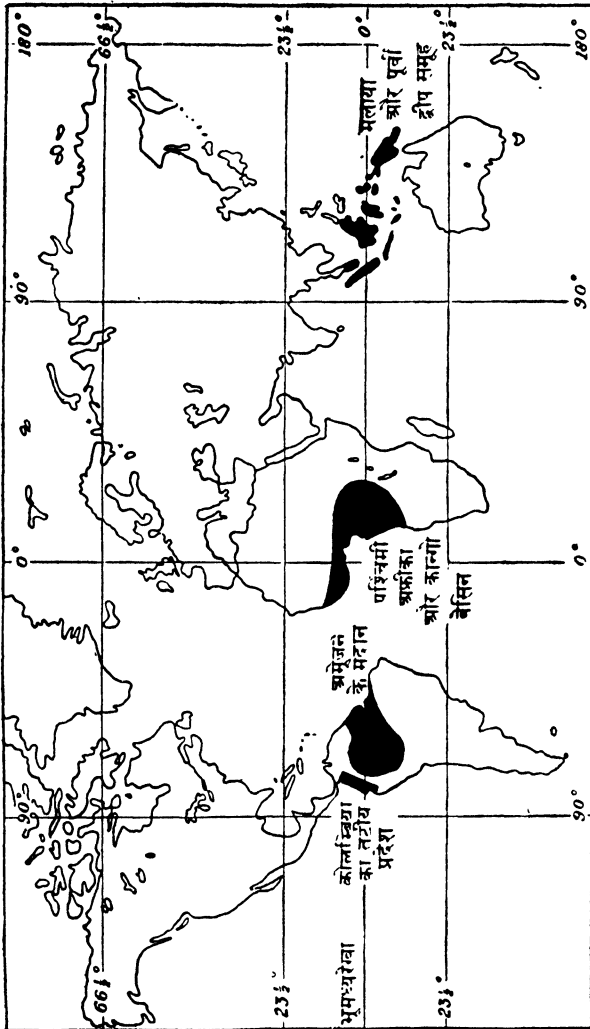 90°
0°
90°
180°
66½°
66½
23½°
23½°
भूमध्यरेखा
कोलम्बिया
का तटीय
प्रदेश
अमेज़न
के मैदान
पश्चिमी
अफ्रीका
और कान्गो
बेसिन
0°
मलाया
और पूर्वी
द्वीप समूह
23½°
23½°
90°
0°
90°
180°